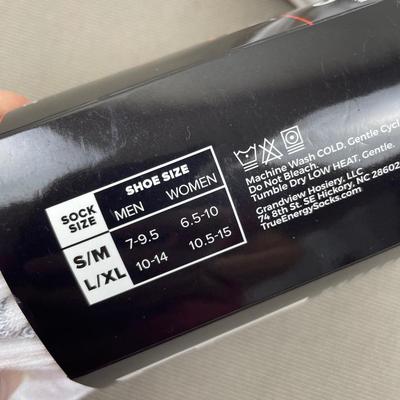 SHOE SIZE
SOCK SIZE MEN WOMEN
S/M 7-9.5 6.5-10
L/XL 10-14 10.5-15
Machine Wash COLD. Gentle Cycl
Do Not Bleach.
Tumble Dry LOW HEAT. Gentle.
Grandview Hosiery, LLC
74 8th St. SE Hickory, NC 28602
TrueEnergySocks.com